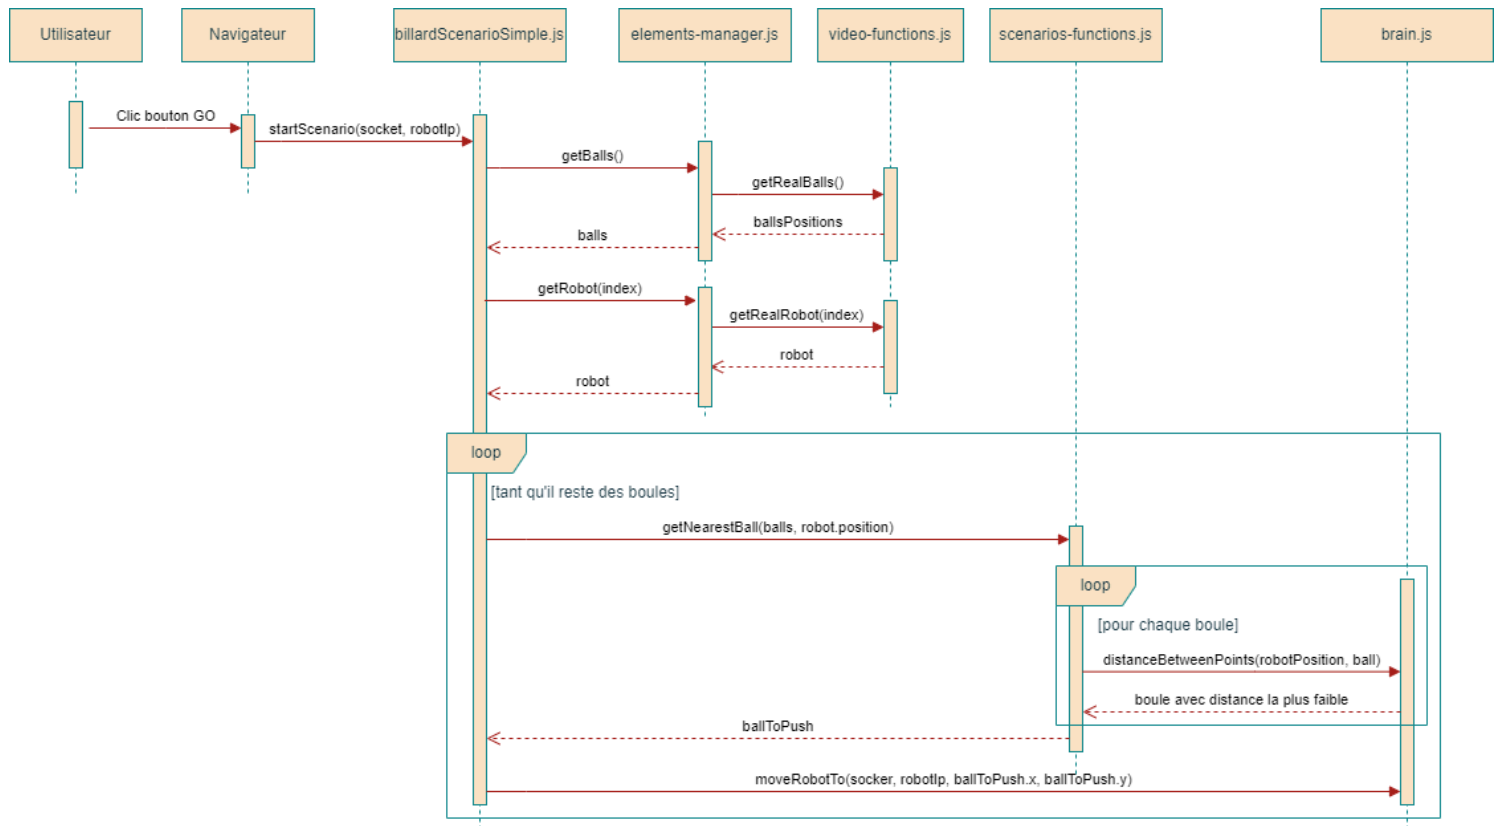 Utilisateur
Navigateur
billardScenarioSimple.js
elements-manager.js
video-functions.js
scenarios-functions.js
brain.js
Clic bouton GO
startScenario(socket, robotIp)
getBalls()
getRealBalls()
ballsPositions
balls
getRobot(index)
getRealRobot(index)
robot
robot
loop
[tant qu'il reste des boules]
getNearestBall(balls, robot.position)
loop
[pour chaque boule]
distanceBetweenPoints(robotPosition, ball)
boule avec distance la plus faible
ballToPush
moveRobotTo(socker, robotIp, ballToPush.x, ballToPush.y)